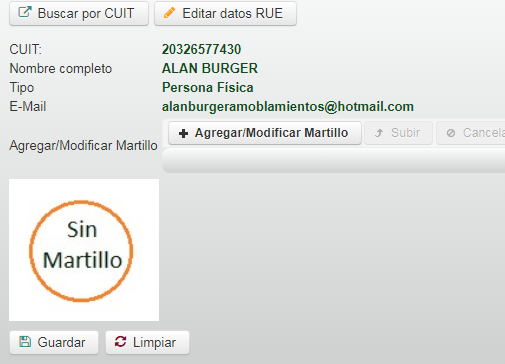 Buscar por CUIT Editar datos RUE
CUIT: 20326577430
Nombre completo ALAN BURGER
Tipo Persona Física
E-Mail alanburgeramoblamientos@hotmail.com
Agregar/Modificar Martillo Agregar/Modificar Martillo Subir Cancela
Sin
Martillo
Guardar Limpiar